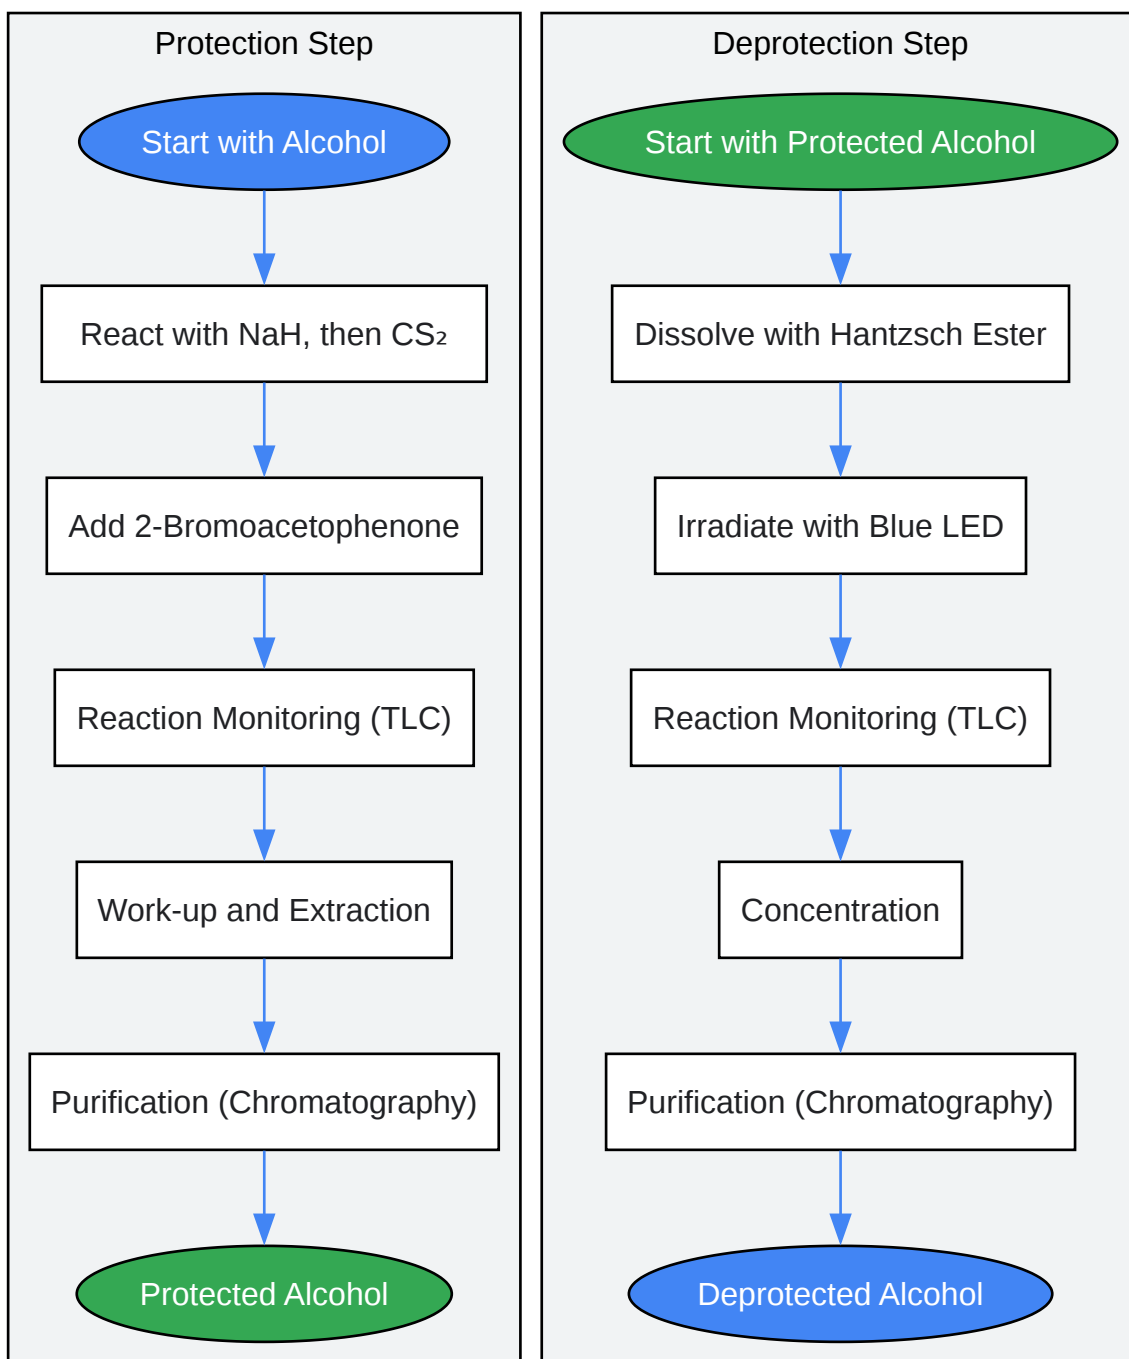 Protection Step
Start with Alcohol
React with NaH, then CS₂
Add 2-Bromoacetophenone
Reaction Monitoring (TLC)
Work-up and Extraction
Purification (Chromatography)
Protected Alcohol
Deprotection Step
Start with Protected Alcohol
Dissolve with Hantzsch Ester
Irradiate with Blue LED
Reaction Monitoring (TLC)
Concentration
Purification (Chromatography)
Deprotected Alcohol